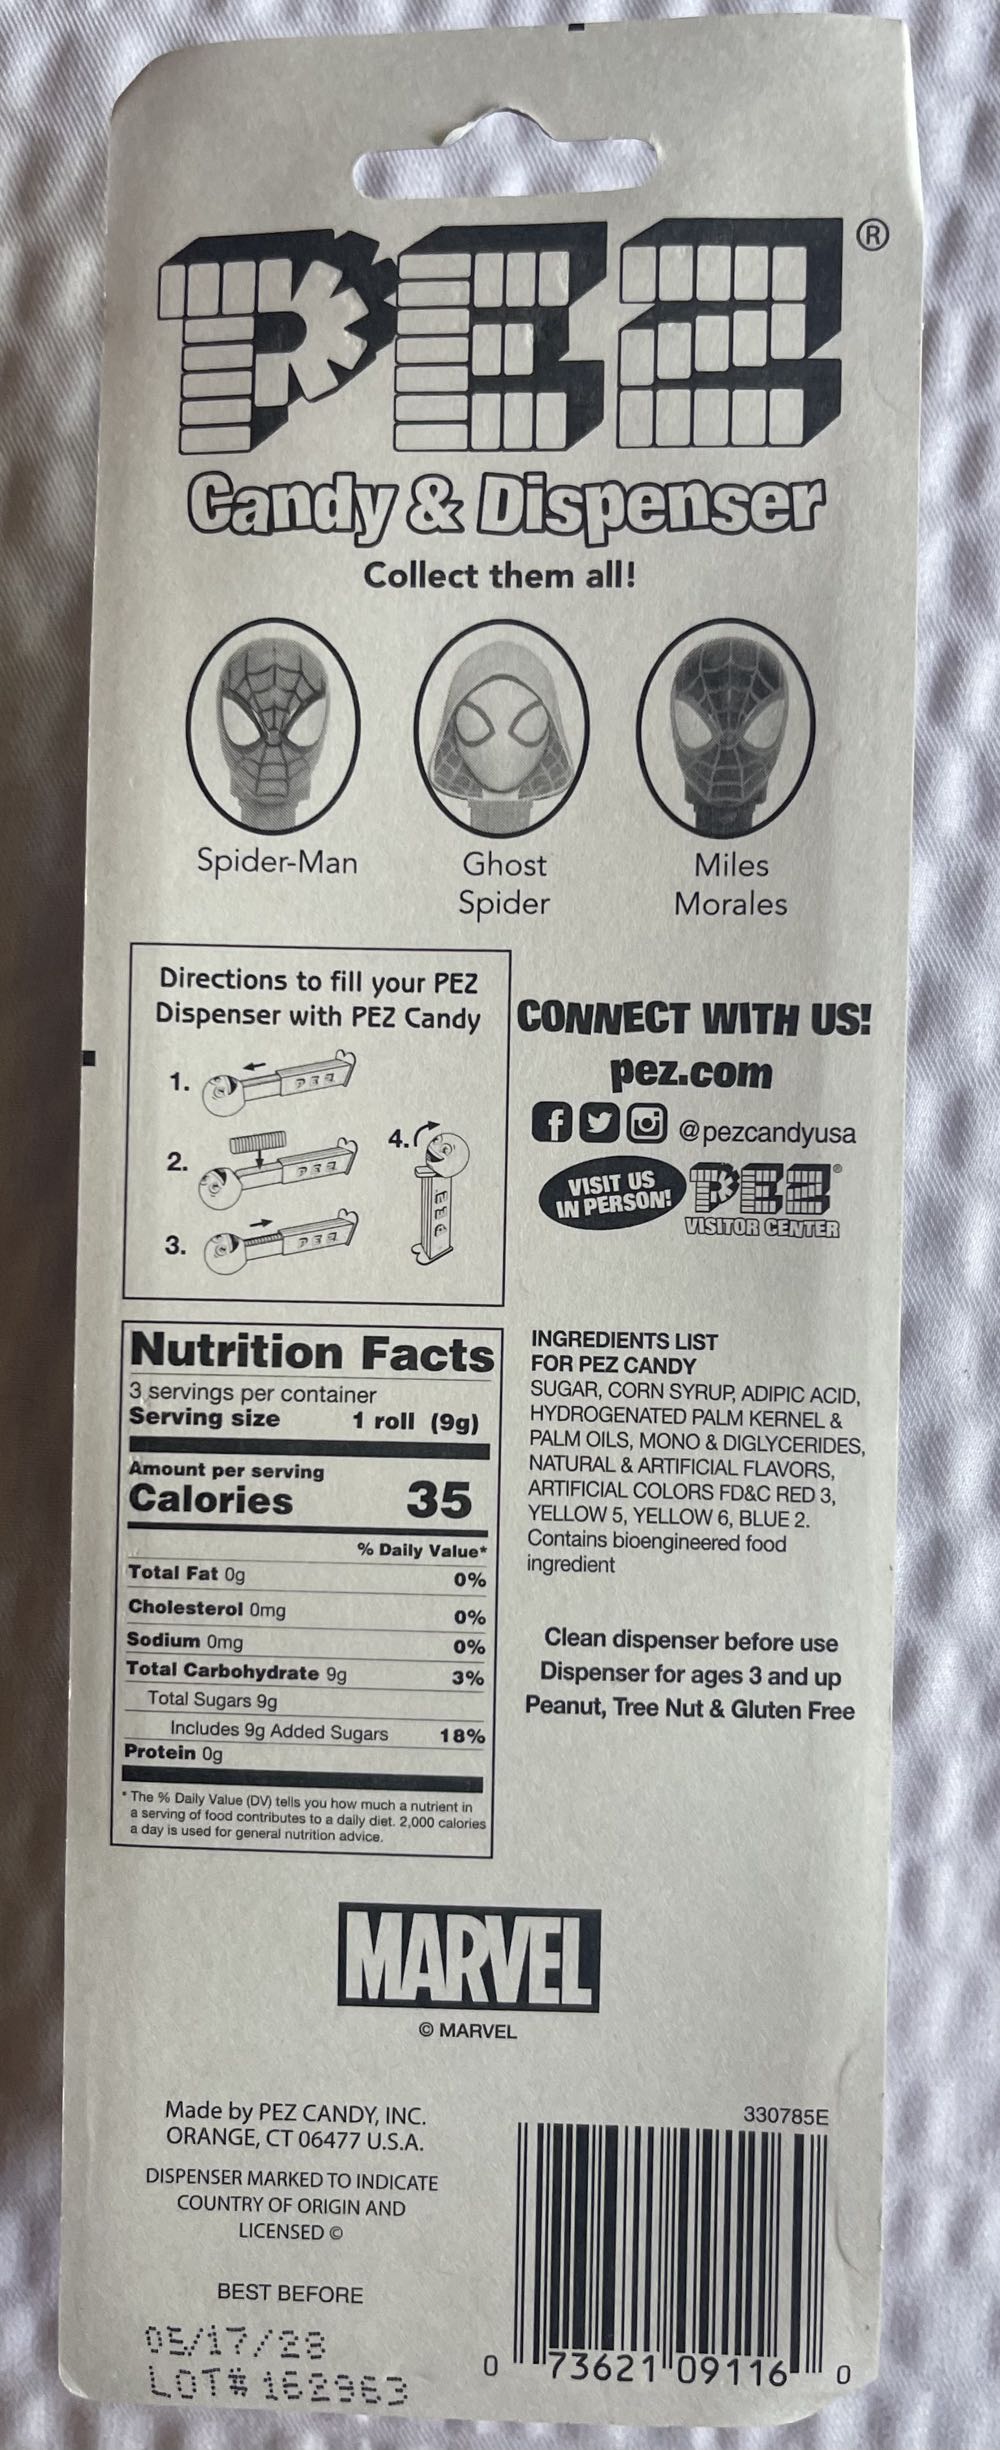 PEZ®
Candy & Dispenser
Collect them all!
Spider-Man
Ghost
Spider
Miles
Morales
Directions to fill your PEZ
Dispenser with PEZ Candy
1.
PEZ
2.
PEZ
3.
PEZ
4.
PEZ
CONNECT WITH US!
pez.com
@pezcandyusa
VISIT US
IN PERSON!
PEZ®
VISITOR CENTER
Nutrition Facts
3 servings per container
Serving size 1 roll (9g)
Amount per serving
Calories 35
% Daily Value*
Total Fat 0g 0%
Cholesterol 0mg 0%
Sodium 0mg 0%
Total Carbohydrate 9g 3%
Total Sugars 9g
Includes 9g Added Sugars 18%
Protein 0g
* The % Daily Value (DV) tells you how much a nutrient in
a serving of food contributes to a daily diet. 2,000 calories
a day is used for general nutrition advice.
INGREDIENTS LIST
FOR PEZ CANDY
SUGAR, CORN SYRUP, ADIPIC ACID,
HYDROGENATED PALM KERNEL &
PALM OILS, MONO & DIGLYCERIDES,
NATURAL & ARTIFICIAL FLAVORS,
ARTIFICIAL COLORS FD&C RED 3,
YELLOW 5, YELLOW 6, BLUE 2.
Contains bioengineered food
ingredient
Clean dispenser before use
Dispenser for ages 3 and up
Peanut, Tree Nut & Gluten Free
MARVEL
© MARVEL
Made by PEZ CANDY, INC.
ORANGE, CT 06477 U.S.A.
DISPENSER MARKED TO INDICATE
COUNTRY OF ORIGIN AND
LICENSED ©
BEST BEFORE
05/17/28
LOT# 162963
330785E
0 73621 09116 0